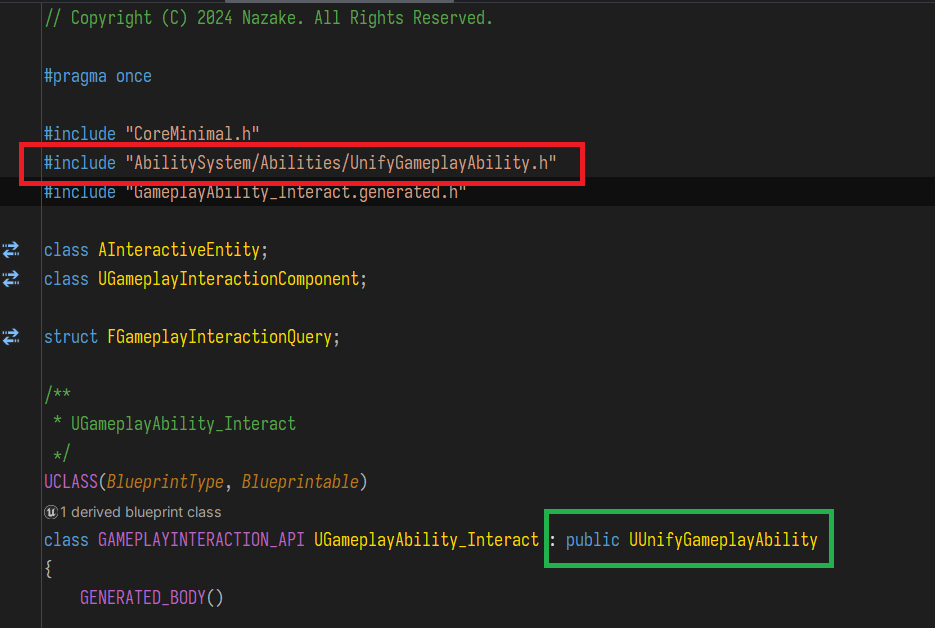 // Copyright (C) 2024 Nazake. All Rights Reserved.
#pragma once
#include "CoreMinimal.h"
#include "AbilitySystem/Abilities/UnifyGameplayAbility.h"
#include "GameplayAbility_Interact.generated.h"
class AInteractiveEntity;
class UGameplayInteractionComponent;
struct FGameplayInteractionQuery;
/**
 * UGameplayAbility_Interact
 */
UCLASS(BlueprintType, Blueprintable)
1 derived blueprint class
class GAMEPLAYINTERACTION_API UGameplayAbility_Interact : public UUnifyGameplayAbility
{
    GENERATED_BODY()